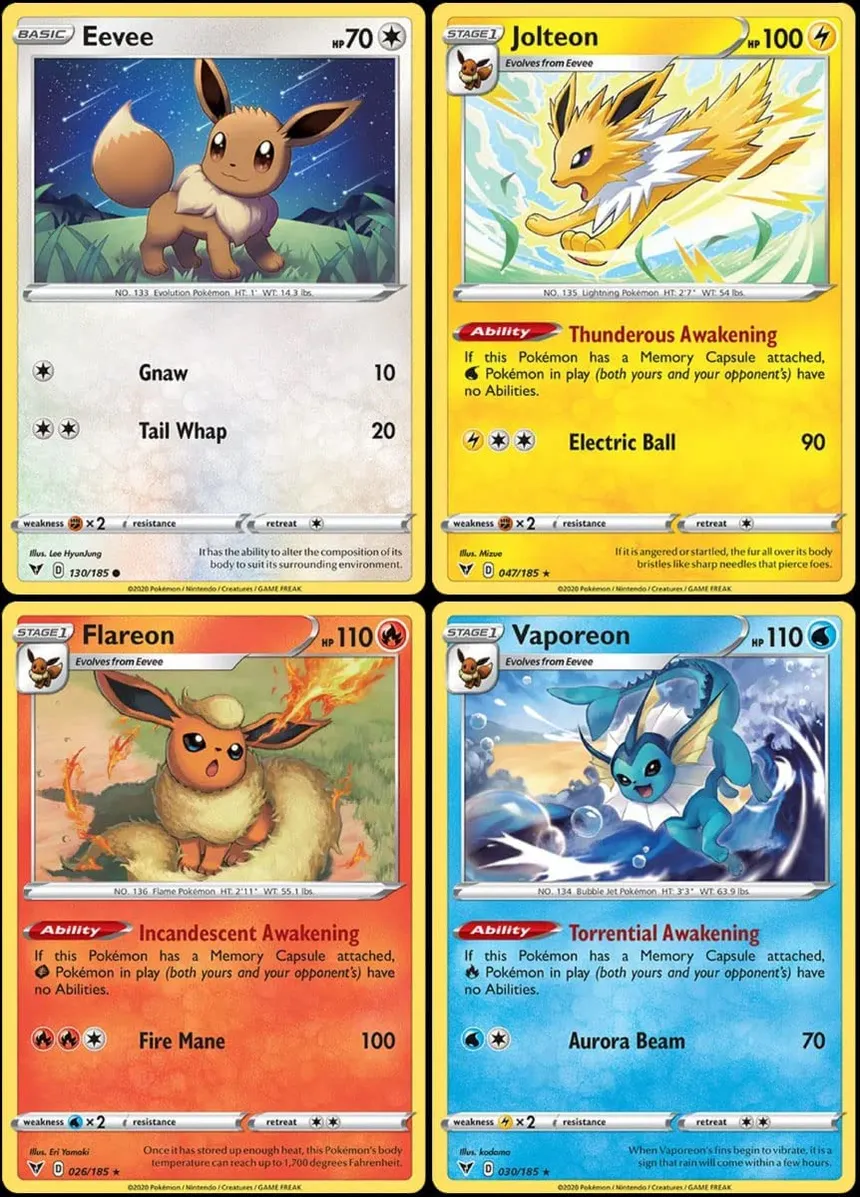 BASIC Eevee HP 70
NO. 133 Evolution Pokémon HT: 1' WT: 14.3 lbs.
Gnaw 10
Tail Whap 20
weakness ×2 resistance retreat
Illus. Lee HyunJung
It has the ability to alter the composition of its
body to suit its surrounding environment.
D 130/185
©2020 Pokémon / Nintendo / Creatures / GAME FREAK
STAGE 1 Jolteon HP 100
Evolves from Eevee
NO. 135 Lightning Pokémon HT: 2'7" WT: 54 lbs.
Ability Thunderous Awakening
If this Pokémon has a Memory Capsule attached,
Pokémon in play (both yours and your opponent's) have
no Abilities.
Electric Ball 90
weakness ×2 resistance retreat
Illus. Mizue
If it is angered or startled, the fur all over its body
bristles like sharp needles that pierce foes.
D 047/185 ★
©2020 Pokémon / Nintendo / Creatures / GAME FREAK
STAGE 1 Flareon HP 110
Evolves from Eevee
NO. 136 Flame Pokémon HT: 2'11" WT: 55.1 lbs.
Ability Incandescent Awakening
If this Pokémon has a Memory Capsule attached,
Pokémon in play (both yours and your opponent's) have
no Abilities.
Fire Mane 100
weakness ×2 resistance retreat
Illus. Eri Yamaki
Once it has stored up enough heat, this Pokémon's body
temperature can reach up to 1,700 degrees Fahrenheit.
D 026/185 ★
©2020 Pokémon / Nintendo / Creatures / GAME FREAK
STAGE 1 Vaporeon HP 110
Evolves from Eevee
NO. 134 Bubble Jet Pokémon HT: 3'3" WT: 63.9 lbs.
Ability Torrential Awakening
If this Pokémon has a Memory Capsule attached,
Pokémon in play (both yours and your opponent's) have
no Abilities.
Aurora Beam 70
weakness ×2 resistance retreat
Illus. kodama
When Vaporeon's fins begin to vibrate, it is a
sign that rain will come within a few hours.
D 030/185 ★
©2020 Pokémon / Nintendo / Creatures / GAME FREAK